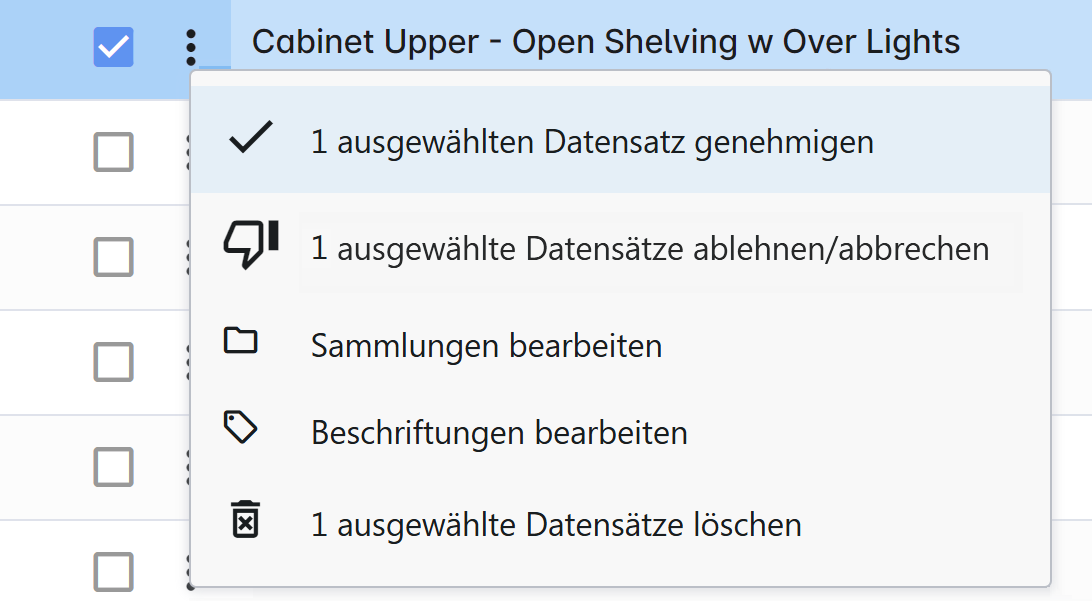 Cabinet Upper - Open Shelving w Over Lights
1 ausgewählten Datensatz genehmigen
1 ausgewählte Datensätze ablehnen/abbrechen
Sammlungen bearbeiten
Beschriftungen bearbeiten
1 ausgewählte Datensätze löschen